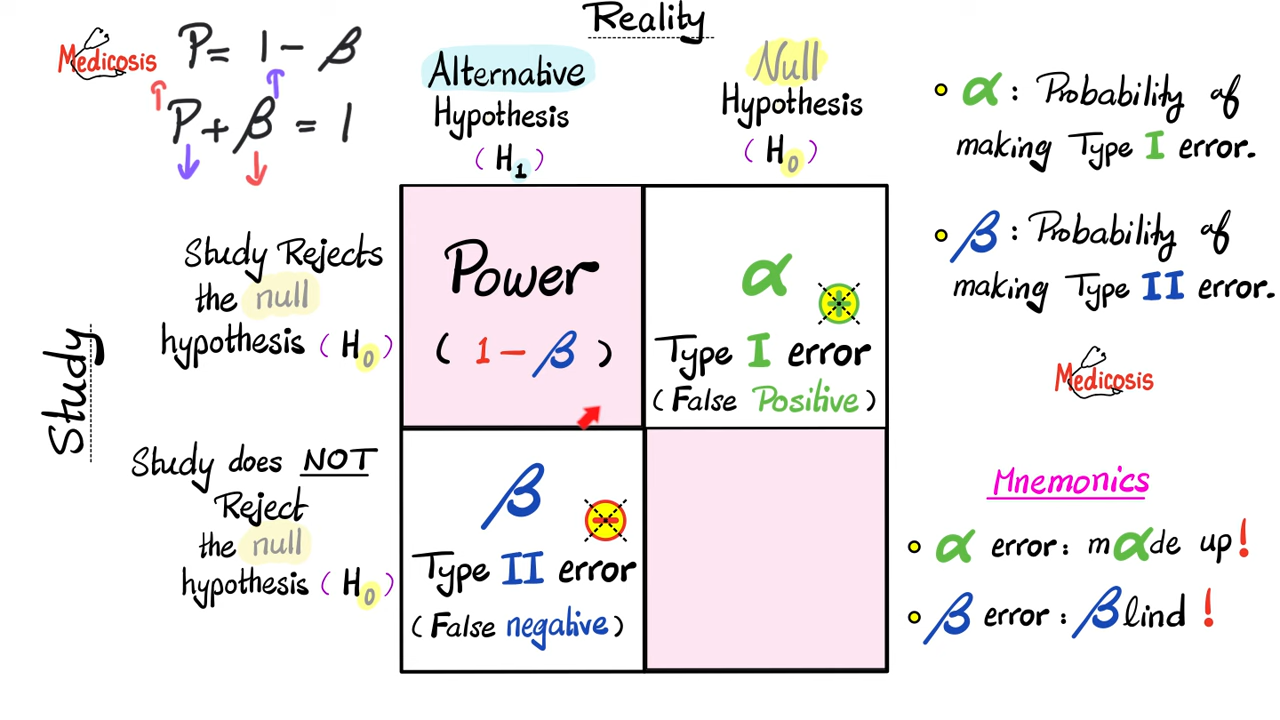 Reality
Medicosis
P = 1 - β
P + β = 1
Alternative
Hypothesis
( H1 )
Null
Hypothesis
( H0 )
Study
Study Rejects
the null
hypothesis ( H0 )
Power
( 1 - β )
α
Type I error
(False Positive)
Study does NOT
Reject
the null
hypothesis ( H0 )
β
Type II error
(False negative)
α : Probability of
making Type I error.
β : Probability of
making Type II error.
Medicosis
Mnemonics
α error: mαde up!
β error: βlind !